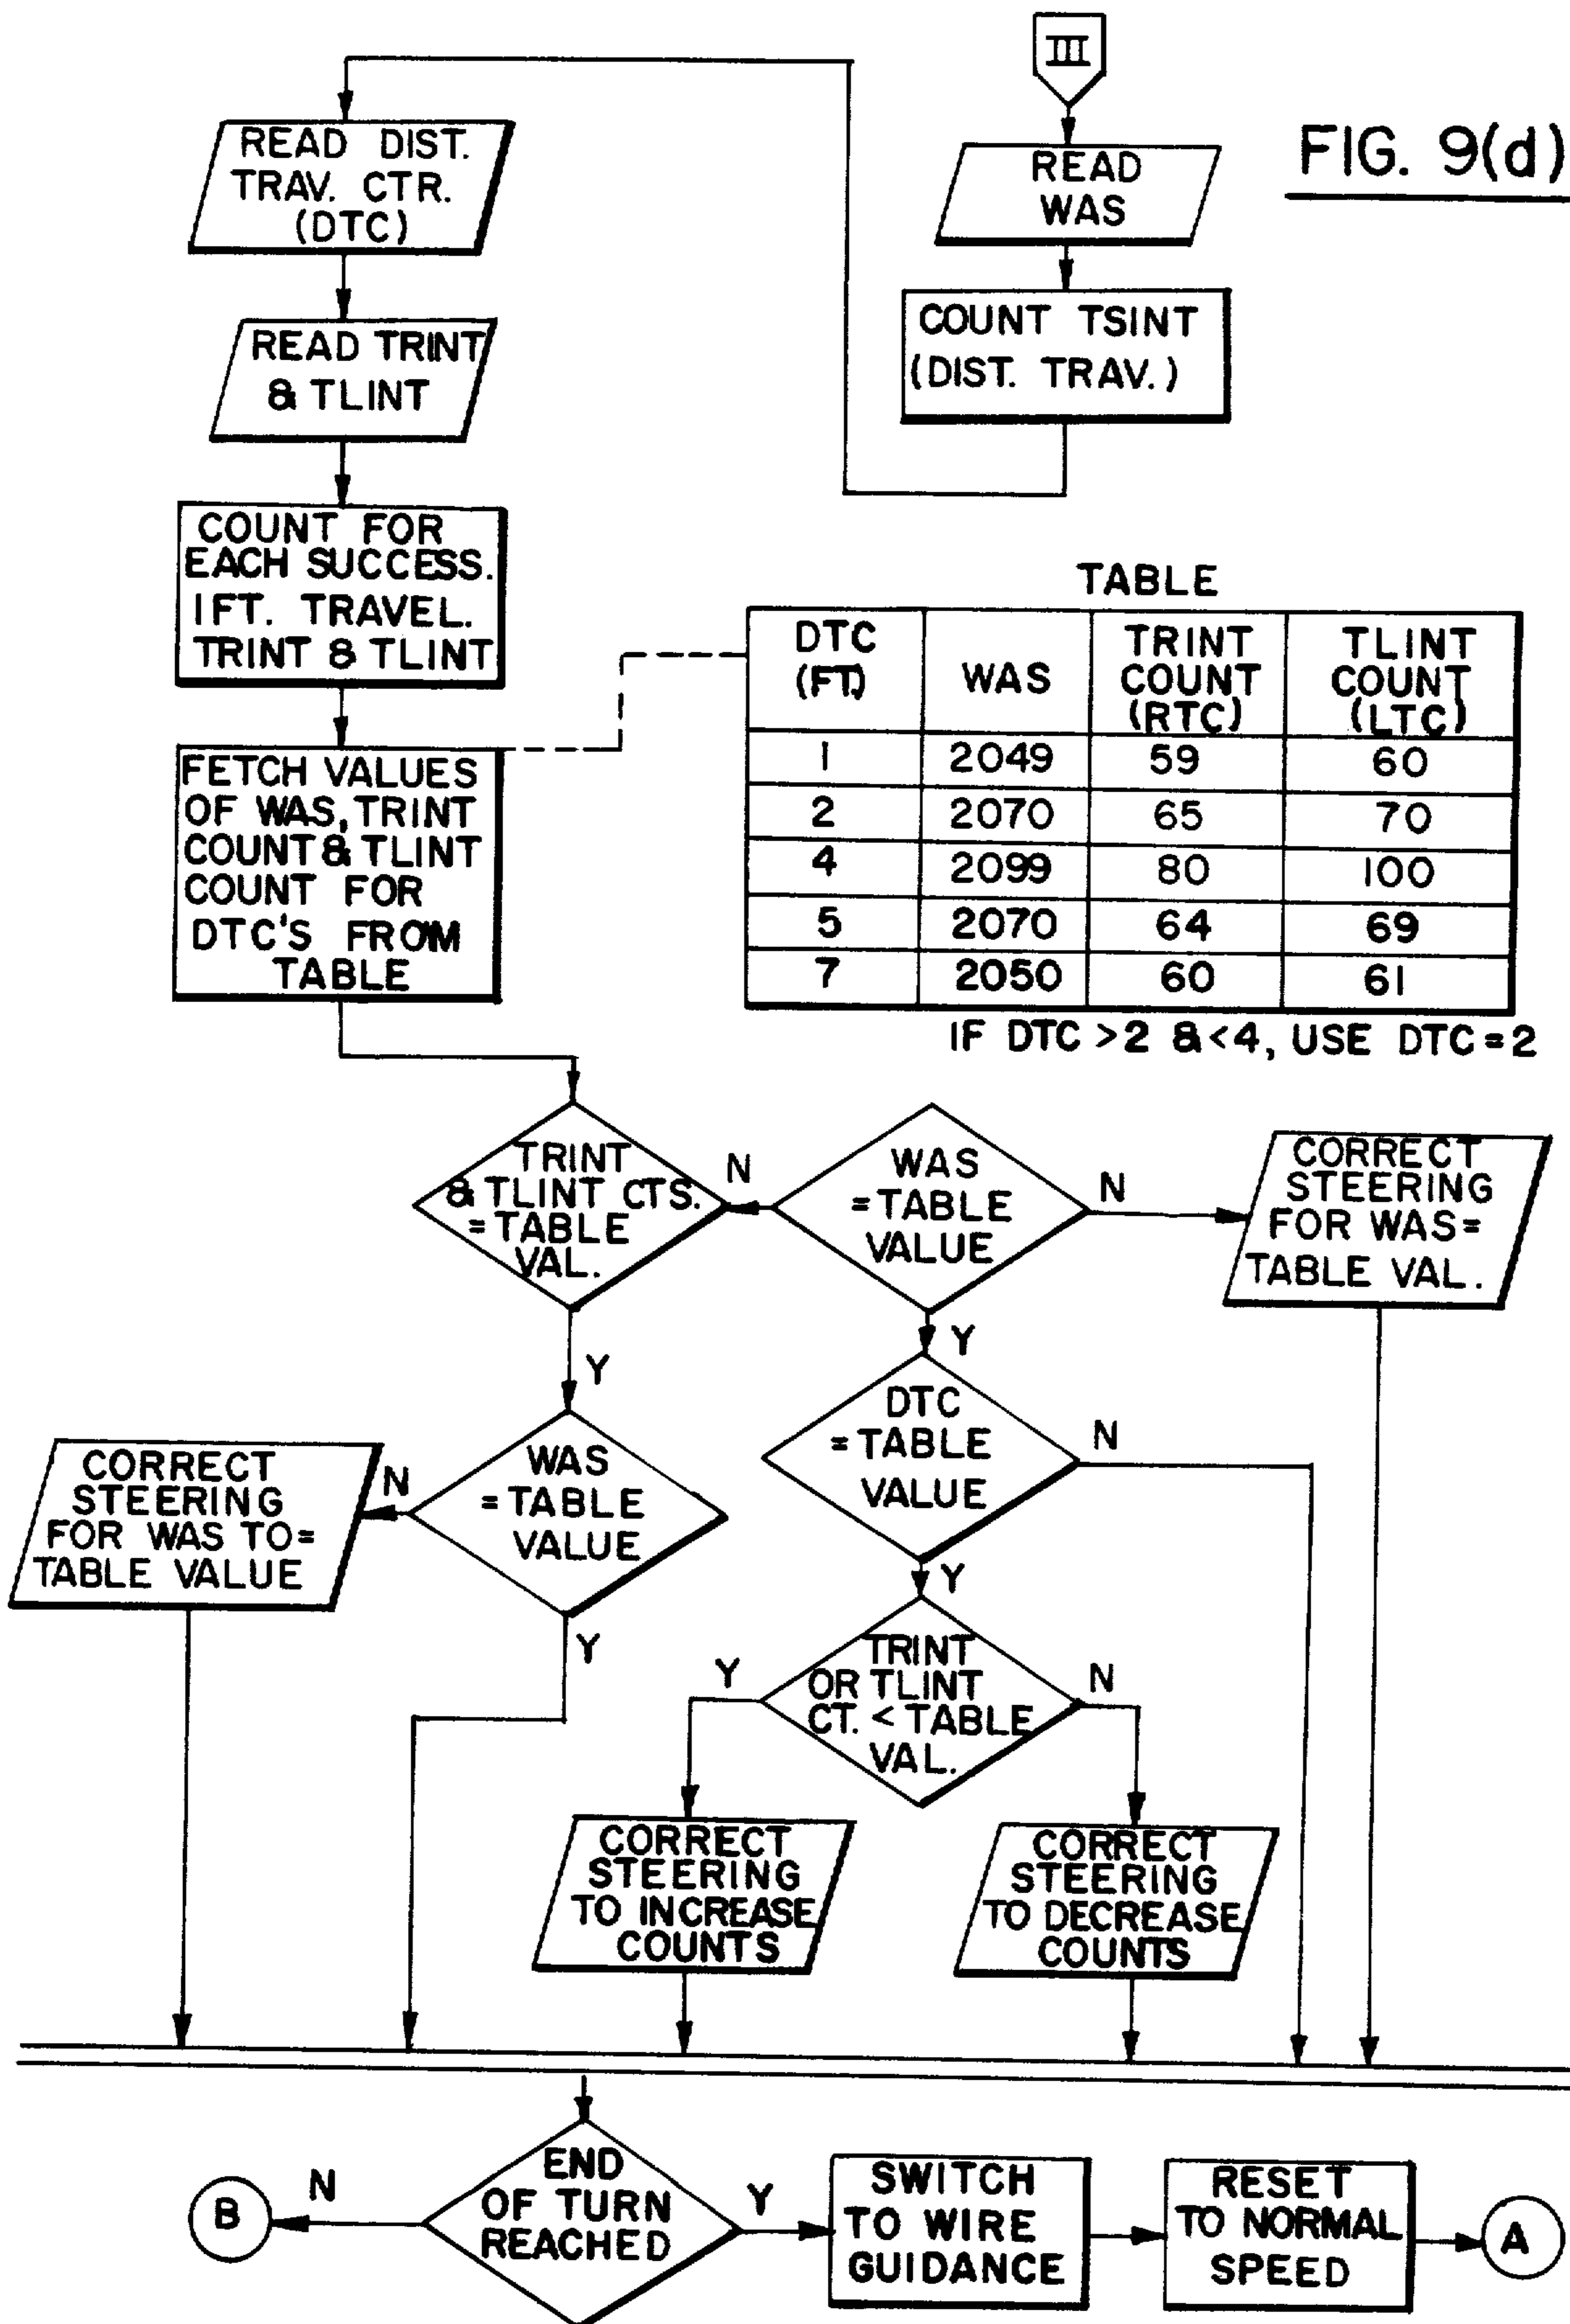 III
FIG. 9(d)
READ
WAS
COUNT TSINT
(DIST. TRAV.)
READ DIST.
TRAV. CTR.
(DTC)
READ TRINT
& TLINT
COUNT FOR
EACH SUCCESS.
1 FT. TRAVEL.
TRINT & TLINT
FETCH VALUES
OF WAS, TRINT
COUNT & TLINT
COUNT FOR
DTC'S FROM
TABLE
TABLE
DTC
(FT.)
WAS
TRINT
COUNT
(RTC)
TLINT
COUNT
(LTC)
1 2049 59 60
2 2070 65 70
4 2099 80 100
5 2070 64 69
7 2050 60 61
IF DTC >2 & <4, USE DTC=2
TRINT
& TLINT CTS.
=TABLE
VAL.
N
WAS
=TABLE
VALUE
N
CORRECT
STEERING
FOR WAS=
TABLE VAL.
Y
Y
DTC
=TABLE
VALUE
N
CORRECT
STEERING
FOR WAS TO=
TABLE VALUE
N
WAS
=TABLE
VALUE
Y
Y
TRINT
OR TLINT
CT. < TABLE
VAL.
Y
N
CORRECT
STEERING
TO INCREASE
COUNTS
CORRECT
STEERING
TO DECREASE
COUNTS
B
N
END
OF TURN
REACHED
Y
SWITCH
TO WIRE
GUIDANCE
RESET
TO NORMAL
SPEED
A